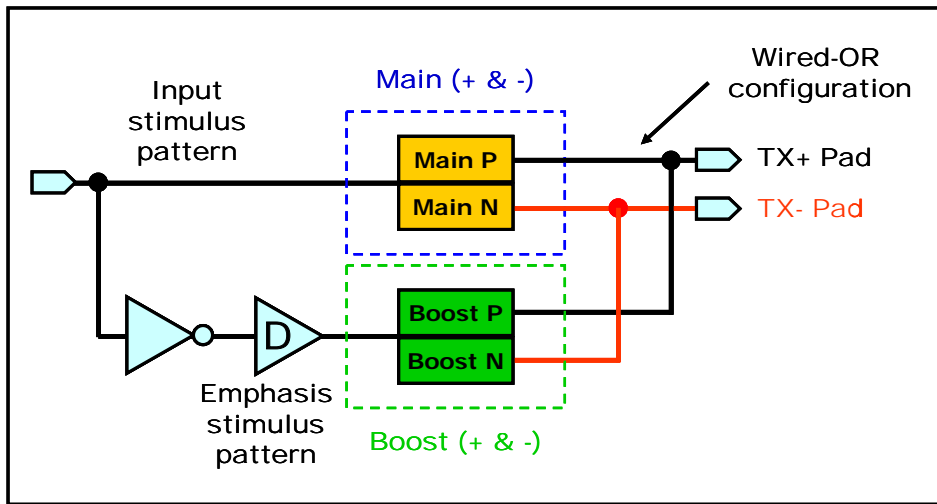 Input
stimulus
pattern
Main (+ & -)
Wired-OR
configuration
Main P
Main N
TX+ Pad
TX- Pad
D
Emphasis
stimulus
pattern
Boost P
Boost N
Boost (+ & -)